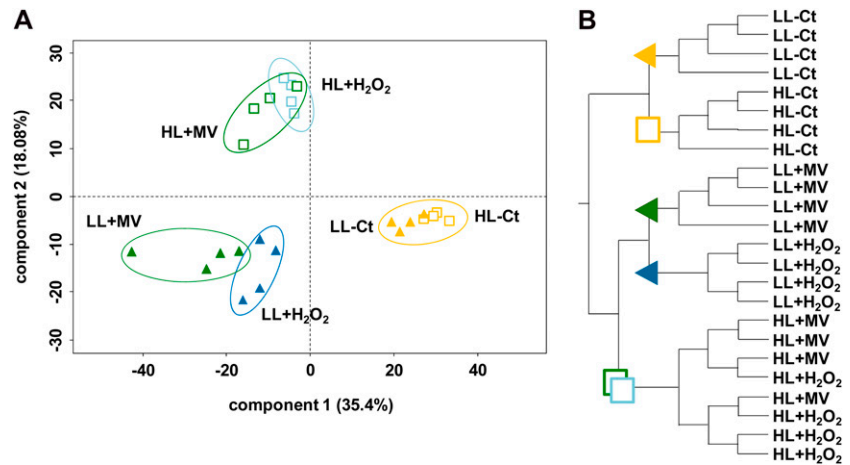 A
30
20
10
0
-10
-20
-30
component 2 (18.08%)
HL+H₂O₂
HL+MV
LL+MV
LL-Ct
HL-Ct
LL+H₂O₂
-40
-20
0
20
40
component 1 (35.4%)
B
LL-Ct
LL-Ct
LL-Ct
LL-Ct
HL-Ct
HL-Ct
HL-Ct
HL-Ct
LL+MV
LL+MV
LL+MV
LL+MV
LL+H₂O₂
LL+H₂O₂
LL+H₂O₂
LL+H₂O₂
HL+MV
HL+MV
HL+MV
HL+H₂O₂
HL+MV
HL+H₂O₂
HL+H₂O₂
HL+H₂O₂